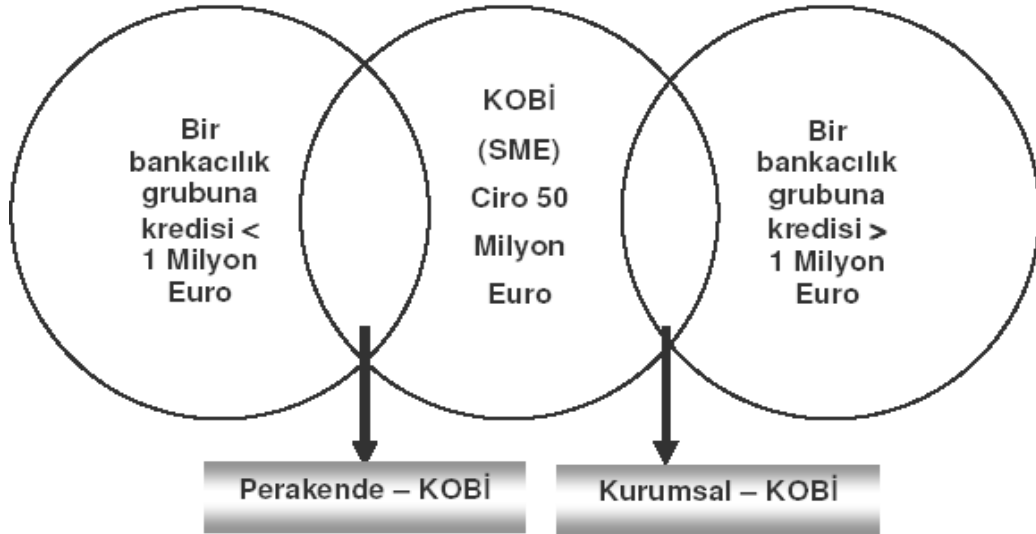 Bir
bankacılık
grubuna
kredisi <
1 Milyon
Euro
KOBİ
(SME)
Ciro 50
Milyon
Euro
Bir
bankacılık
grubuna
kredisi >
1 Milyon
Euro
Perakende – KOBİ
Kurumsal – KOBİ